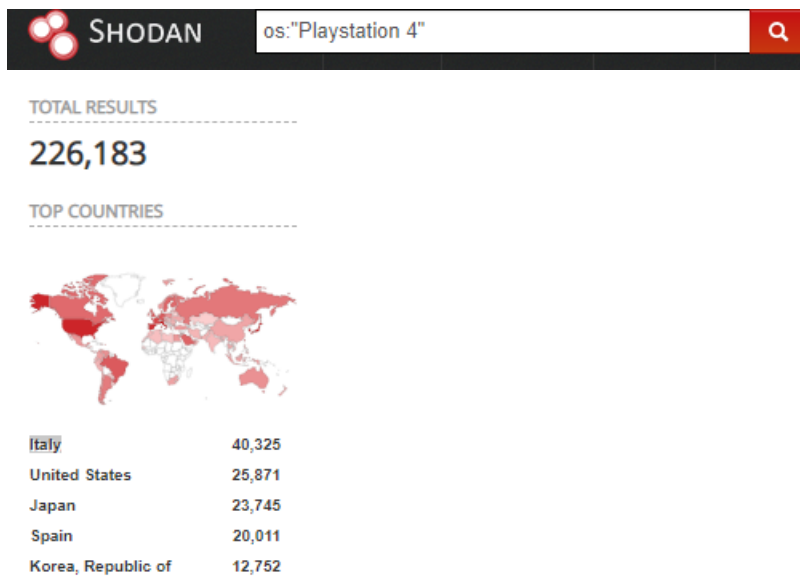 SHODAN
os:"Playstation 4"
TOTAL RESULTS
226,183
TOP COUNTRIES
Italy 40,325
United States 25,871
Japan 23,745
Spain 20,011
Korea, Republic of 12,752